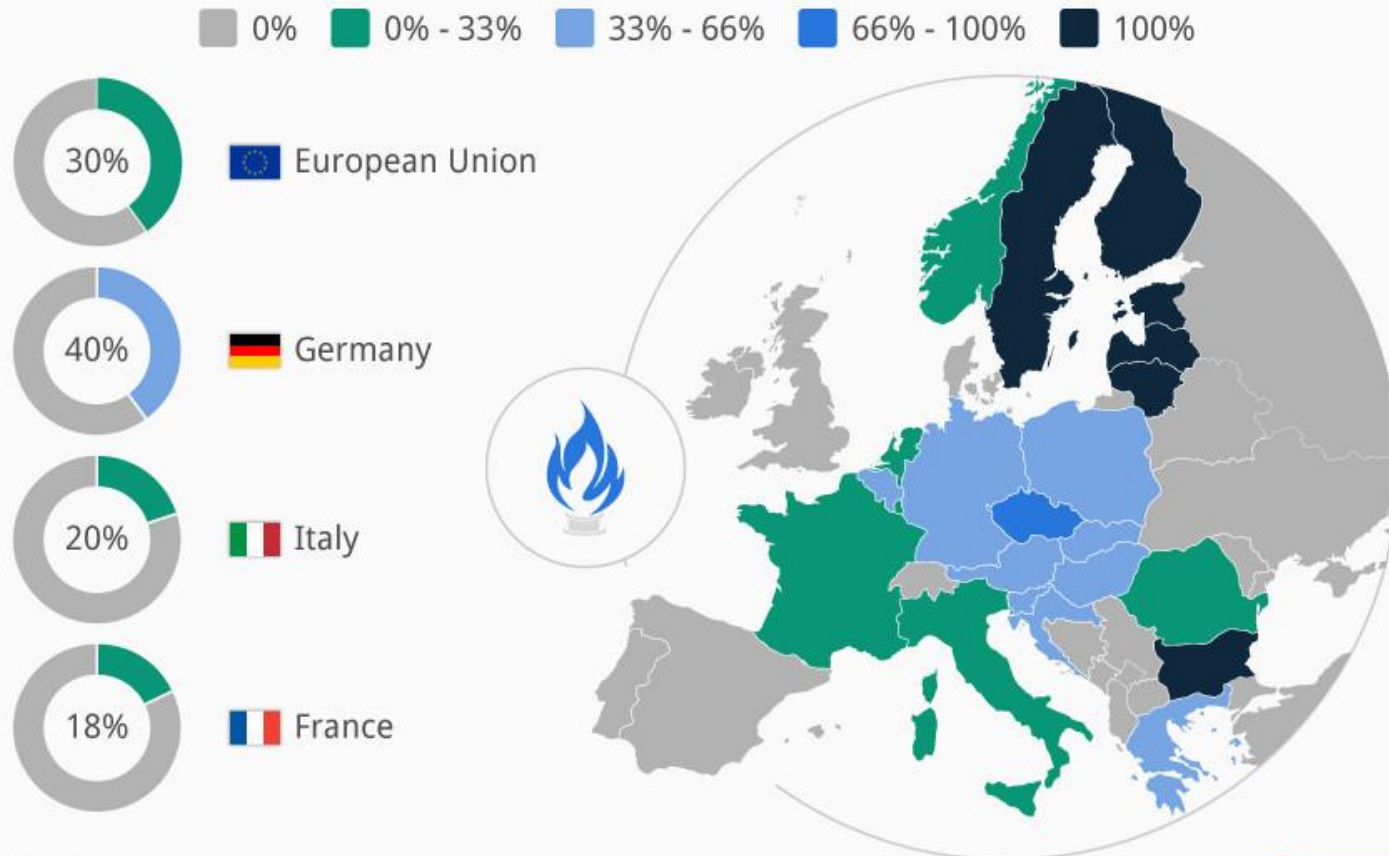 0% 0% - 33% 33% - 66% 66% - 100% 100%
30% European Union
40% Germany
20% Italy
18% France